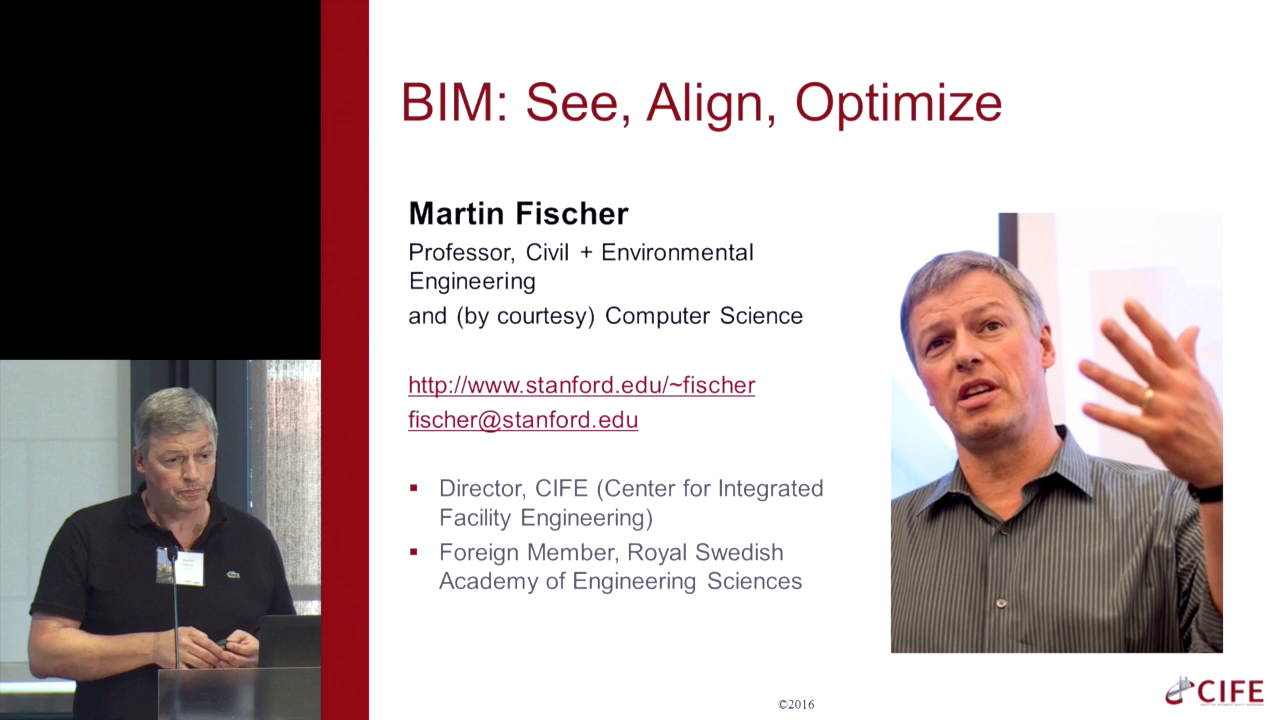 BIM: See, Align, Optimize
Martin Fischer
Professor, Civil + Environmental
Engineering
and (by courtesy) Computer Science
http://www.stanford.edu/~fischer
fischer@stanford.edu
▪ Director, CIFE (Center for Integrated
Facility Engineering)
▪ Foreign Member, Royal Swedish
Academy of Engineering Sciences
©2016
CIFE